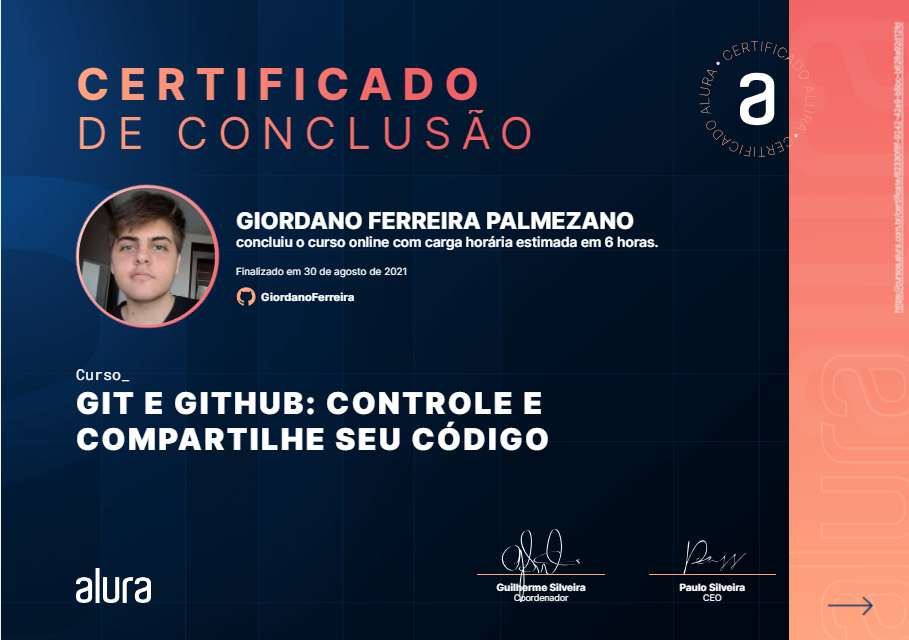 CERTIFICADO
DE CONCLUSÃO
CERTIFICADO ALURA • CERTIFICADO ALURA •
a
GIORDANO FERREIRA PALMEZANO
concluiu o curso online com carga horária estimada em 6 horas.
Finalizado em 30 de agosto de 2021
GiordanoFerreira
Curso_
GIT E GITHUB: CONTROLE E
COMPARTILHE SEU CÓDIGO
alura
Guilherme Silveira
Coordenador
Paulo Silveira
CEO
alura